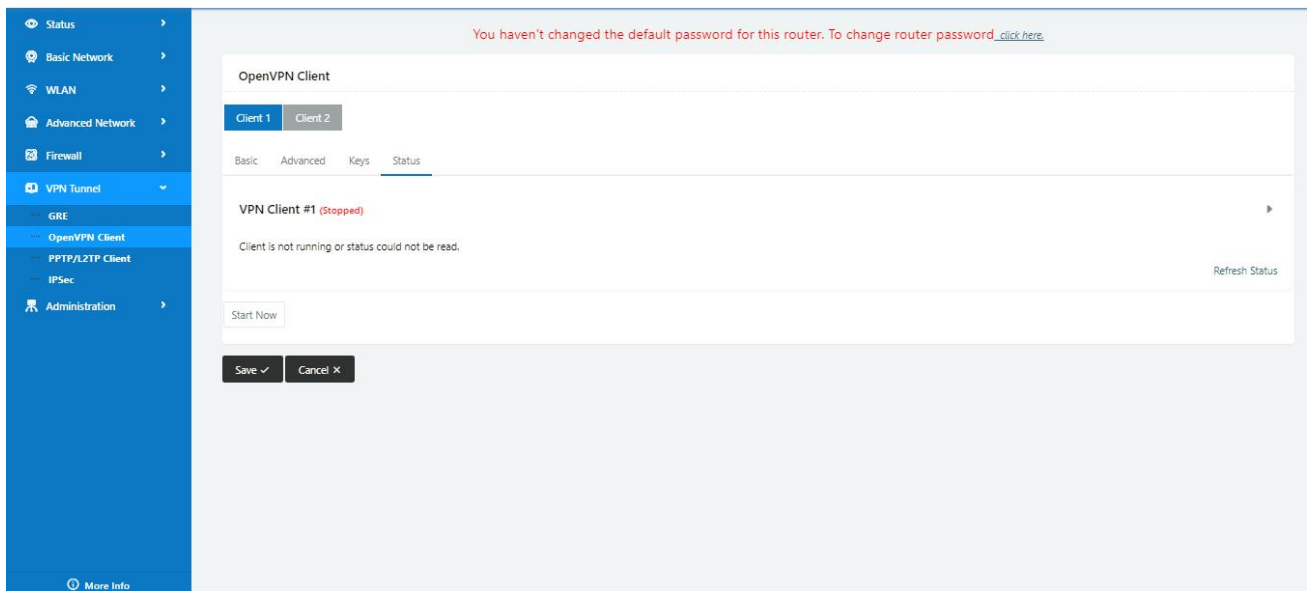 Status
Basic Network
WLAN
Advanced Network
Firewall
VPN Tunnel
GRE
OpenVPN Client
PPTP/L2TP Client
IPSec
Administration
More Info
You haven't changed the default password for this router. To change router password click here.
OpenVPN Client
Client 1 Client 2
Basic Advanced Keys Status
VPN Client #1 (Stopped)
Client is not running or status could not be read.
Refresh Status
Start Now
Save Cancel